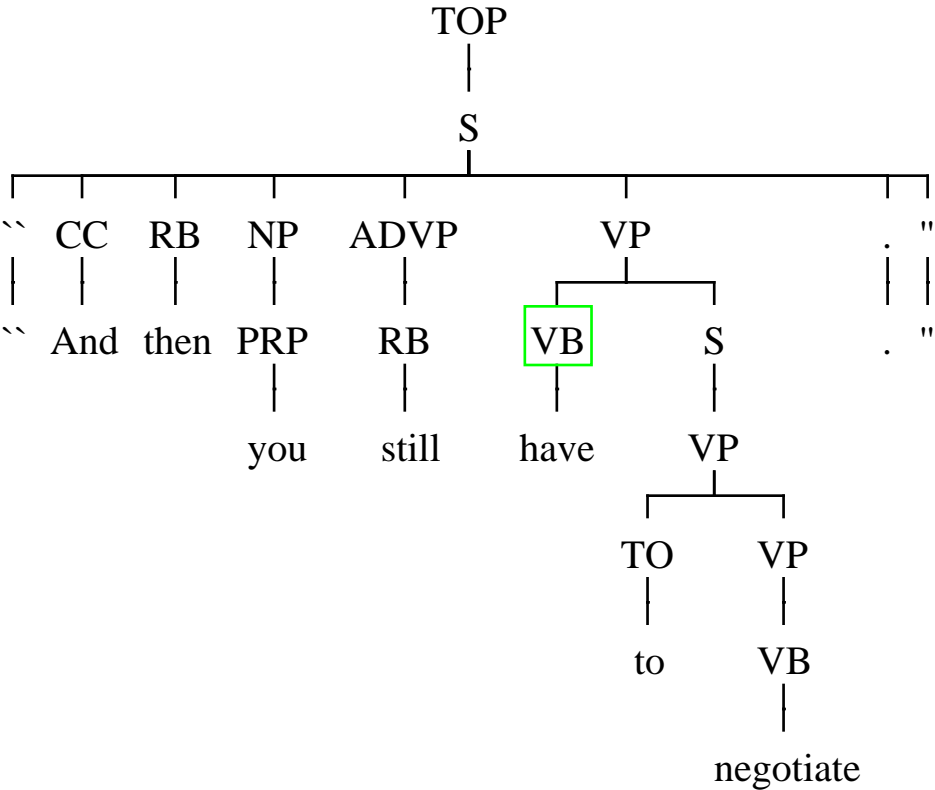 TOP
S
`` CC RB NP ADVP VP . "
`` And then PRP RB VB S . "
you still have VP
TO VP
to VB
negotiate